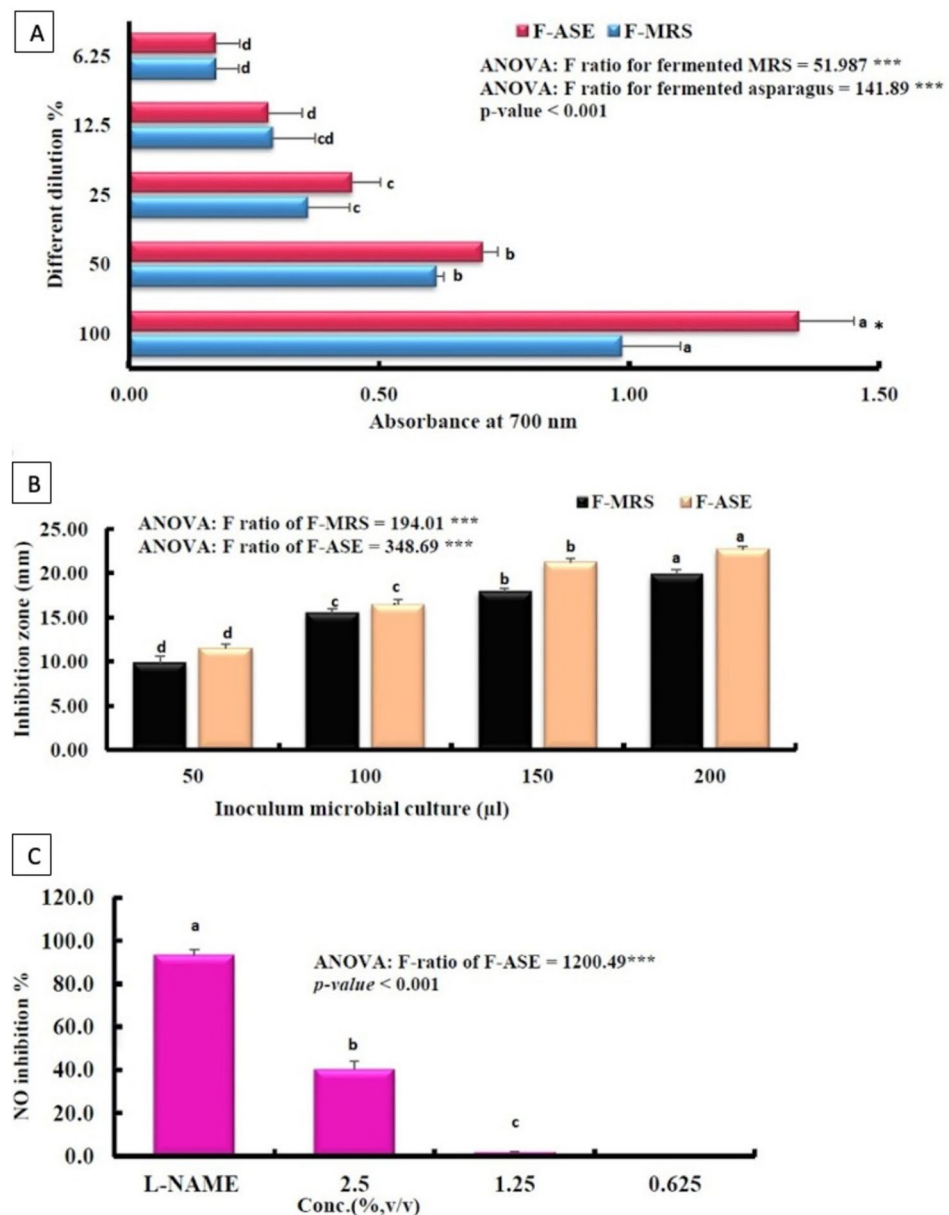 A
F-ASE F-MRS
ANOVA: F ratio for fermented MRS = 51.987 ***
ANOVA: F ratio for fermented asparagus = 141.89 ***
p-value < 0.001
Different dilution %
6.25
d
d
12.5
d
cd
25
c
c
50
b
b
100
a *
a
0.00 0.50 1.00 1.50
Absorbance at 700 nm
B
F-MRS F-ASE
ANOVA: F ratio of F-MRS = 194.01 ***
ANOVA: F ratio of F-ASE = 348.69 ***
Inhibition zone (mm)
25.00
20.00
15.00
10.00
5.00
0.00
d d c c b b a a
50 100 150 200
Inoculum microbial culture (µl)
C
ANOVA: F-ratio of F-ASE = 1200.49***
p-value < 0.001
NO inhibition %
120.0
100.0
80.0
60.0
40.0
20.0
0.0
a
b
c
L-NAME 2.5 1.25 0.625
Conc.(%,v/v)